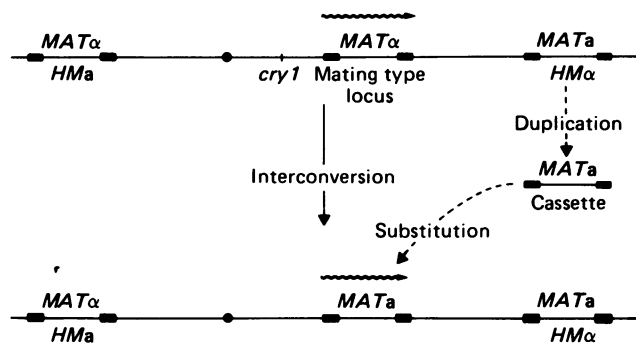 MATα MATα MATa
HMa cry1 Mating type HMα
locus
Duplication
MATa
Interconversion
Cassette
Substitution
MATα MATa MATa
HMa HMα